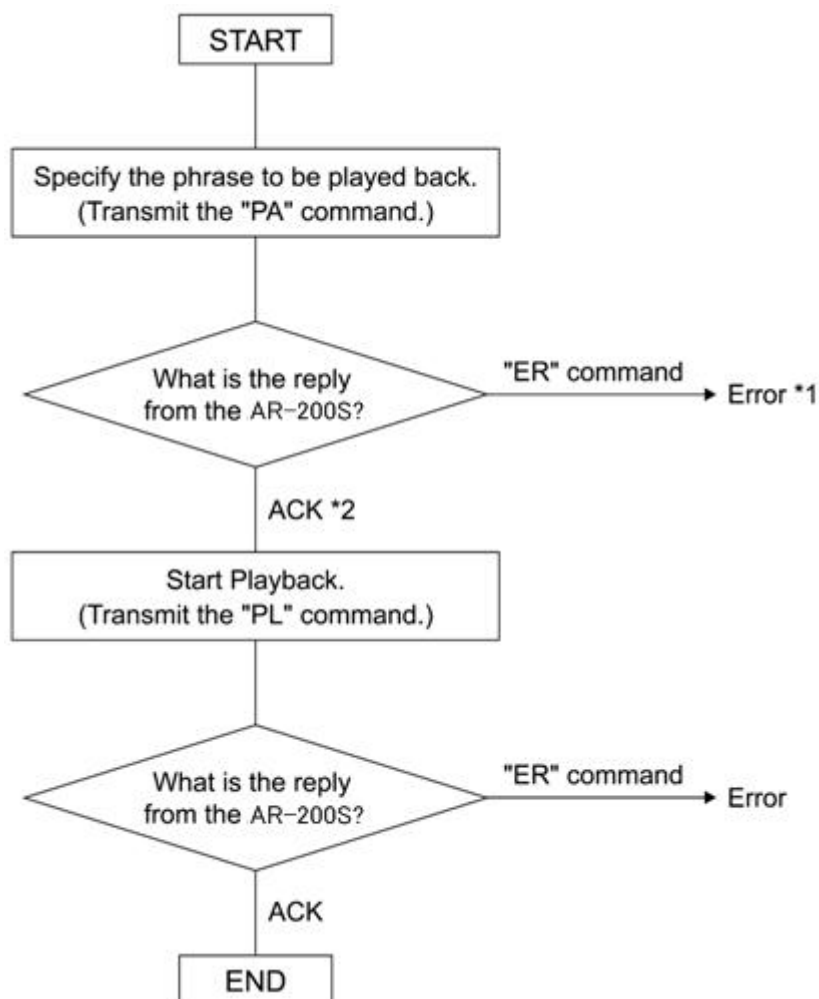 START
Specify the phrase to be played back.
(Transmit the "PA" command.)
What is the reply
from the AR-200S?
"ER" command
Error *1
ACK *2
Start Playback.
(Transmit the "PL" command.)
What is the reply
from the AR-200S?
"ER" command
Error
ACK
END